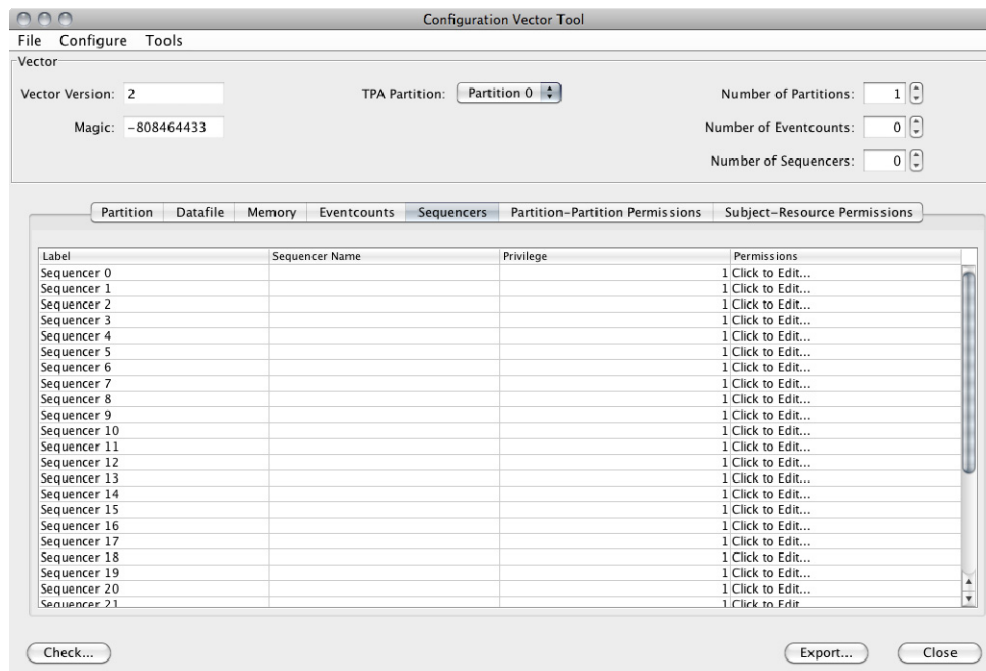 Configuration Vector Tool
File Configure Tools
Vector
Vector Version: 2 TPA Partition: Partition 0 Number of Partitions: 1
Magic: -808464433 Number of Eventcounts: 0
Number of Sequencers: 0
Partition Datafile Memory Eventcounts Sequencers Partition-Partition Permissions Subject-Resource Permissions
Label Sequencer Name Privilege Permissions
Sequencer 0 1 Click to Edit...
Sequencer 1 1 Click to Edit...
Sequencer 2 1 Click to Edit...
Sequencer 3 1 Click to Edit...
Sequencer 4 1 Click to Edit...
Sequencer 5 1 Click to Edit...
Sequencer 6 1 Click to Edit...
Sequencer 7 1 Click to Edit...
Sequencer 8 1 Click to Edit...
Sequencer 9 1 Click to Edit...
Sequencer 10 1 Click to Edit...
Sequencer 11 1 Click to Edit...
Sequencer 12 1 Click to Edit...
Sequencer 13 1 Click to Edit...
Sequencer 14 1 Click to Edit...
Sequencer 15 1 Click to Edit...
Sequencer 16 1 Click to Edit...
Sequencer 17 1 Click to Edit...
Sequencer 18 1 Click to Edit...
Sequencer 19 1 Click to Edit...
Sequencer 20 1 Click to Edit...
Sequencer 21 1 Click to Edit
Check... Export... Close